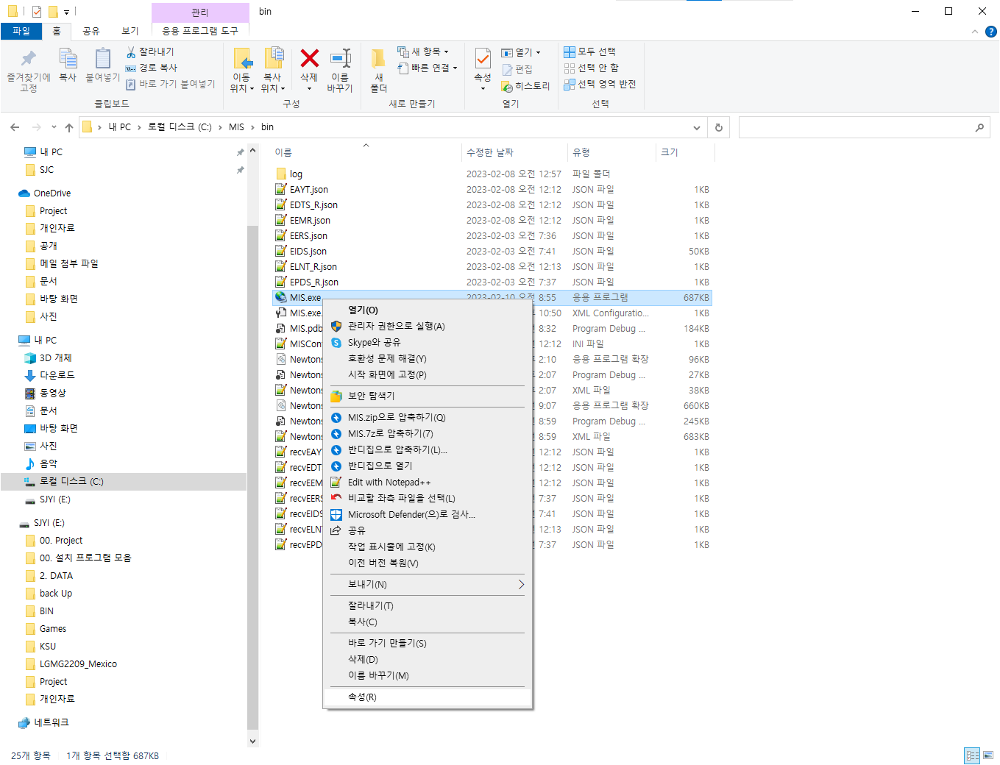 관리
bin
파일
홈
공유
보기
응용 프로그램 도구
즐겨찾기에
고정
복사
붙여넣기
잘라내기
경로 복사
바로 가기 붙여넣기
클립보드
이동
위치
복사
위치
삭제
이름
바꾸기
구성
새
폴더
새 항목
빠른 연결
새로 만들기
속성
열기
편집
히스토리
열기
모두 선택
선택 안 함
선택 영역 반전
선택
내 PC > 로컬 디스크 (C:) > MIS > bin
내 PC
SJC
OneDrive
Project
개인자료
공개
메일 첨부 파일
문서
바탕 화면
사진
내 PC
3D 개체
다운로드
동영상
문서
바탕 화면
사진
음악
로컬 디스크 (C:)
SJYI (E:)
SJYI (E:)
00. Project
00. 설치 프로그램 모음
2. DATA
back Up
BIN
Games
KSU
LGMG2209_Mexico
Project
개인자료
네트워크
이름 수정한 날짜 유형 크기
log 2023-02-08 오전 12:57 파일 폴더
EAYT.json 2023-02-08 오전 12:12 JSON 파일 1KB
EDTS_R.json 2023-02-08 오전 12:12 JSON 파일 1KB
EEMR.json 2023-02-08 오전 12:12 JSON 파일 1KB
EERS.json 2023-02-03 오전 7:36 JSON 파일 1KB
EIDS.json 2023-02-03 오전 7:41 JSON 파일 50KB
ELNT_R.json 2023-02-08 오전 12:13 JSON 파일 1KB
EPDS_R.json 2023-02-03 오전 7:37 JSON 파일 1KB
MIS.exe 2023-02-10 오전 8:55 응용 프로그램 687KB
MIS.exe. 10:50 XML Configuratio... 1KB
MIS.pdb 8:32 Program Debug ... 184KB
MISCon 12:12 INI 파일 1KB
Newtons 2:10 응용 프로그램 확장 96KB
Newtons 2:07 Program Debug ... 27KB
Newtons 2:07 XML 파일 38KB
Newtons 9:07 응용 프로그램 확장 660KB
Newtons 8:59 Program Debug ... 245KB
Newtons 8:59 XML 파일 683KB
recvEAY 12:12 JSON 파일 1KB
recvEDT 12:12 JSON 파일 1KB
recvEEM 12:12 JSON 파일 1KB
recvEERS 7:37 JSON 파일 1KB
recvEIDS 7:41 JSON 파일 1KB
recvELN 12:13 JSON 파일 1KB
recvEPD 7:37 JSON 파일 1KB
열기(O)
관리자 권한으로 실행(A)
Skype와 공유
호환성 문제 해결(Y)
시작 화면에 고정(P)
보안 탐색기
MIS.zip으로 압축하기(Q)
MIS.7z로 압축하기(7)
반디집으로 압축하기(L)...
반디집으로 열기
Edit with Notepad++
비교할 좌측 파일을 선택(L)
Microsoft Defender(으)로 검사...
공유
작업 표시줄에 고정(K)
이전 버전 복원(V)
보내기(N)
잘라내기(T)
복사(C)
바로 가기 만들기(S)
삭제(D)
이름 바꾸기(M)
속성(R)
25개 항목 1개 항목 선택함 687KB